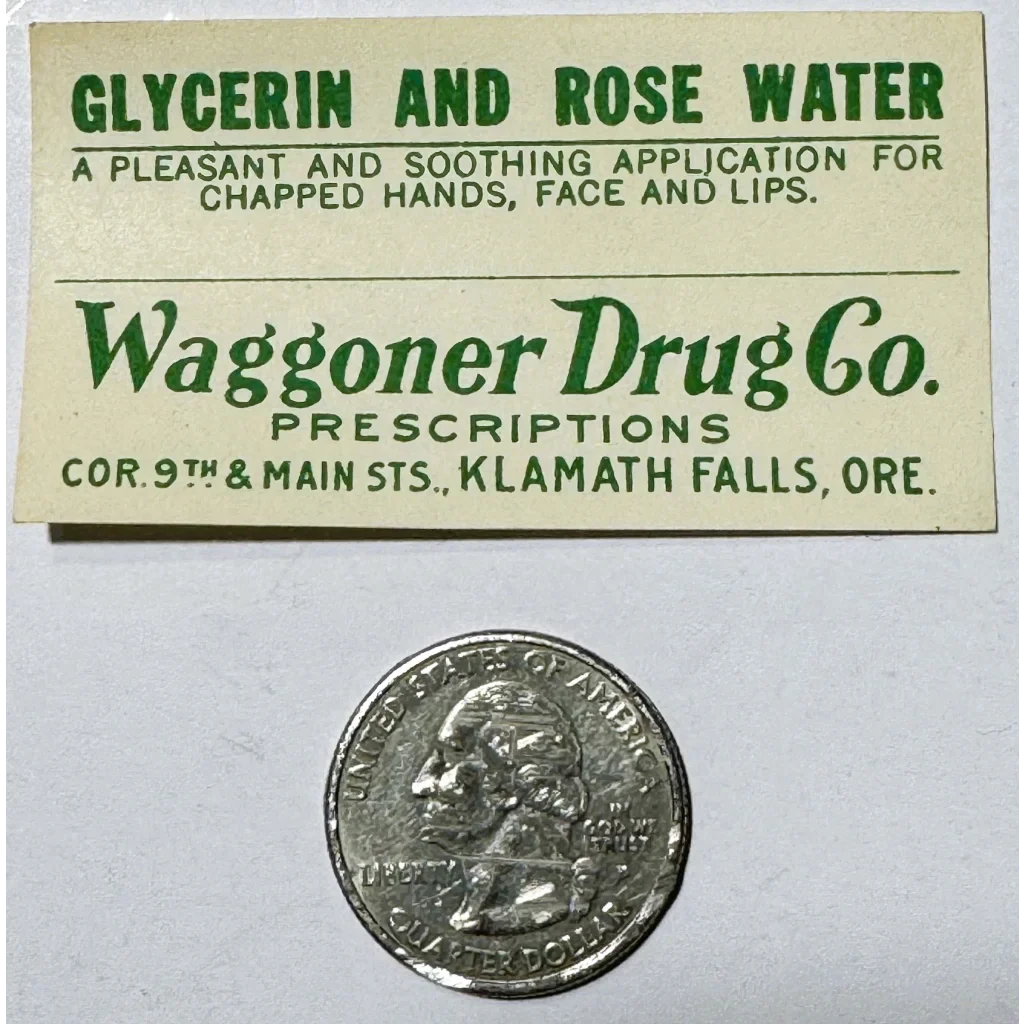 GLYCERIN AND ROSE WATER
A PLEASANT AND SOOTHING APPLICATION FOR
CHAPPED HANDS, FACE AND LIPS.
Waggoner Drug Co.
PRESCRIPTIONS
COR. 9TH & MAIN STS., KLAMATH FALLS, ORE.
UNITED STATES OF AMERICA
IN
GOD WE
TRUST
LIBERTY
QUARTER DOLLAR